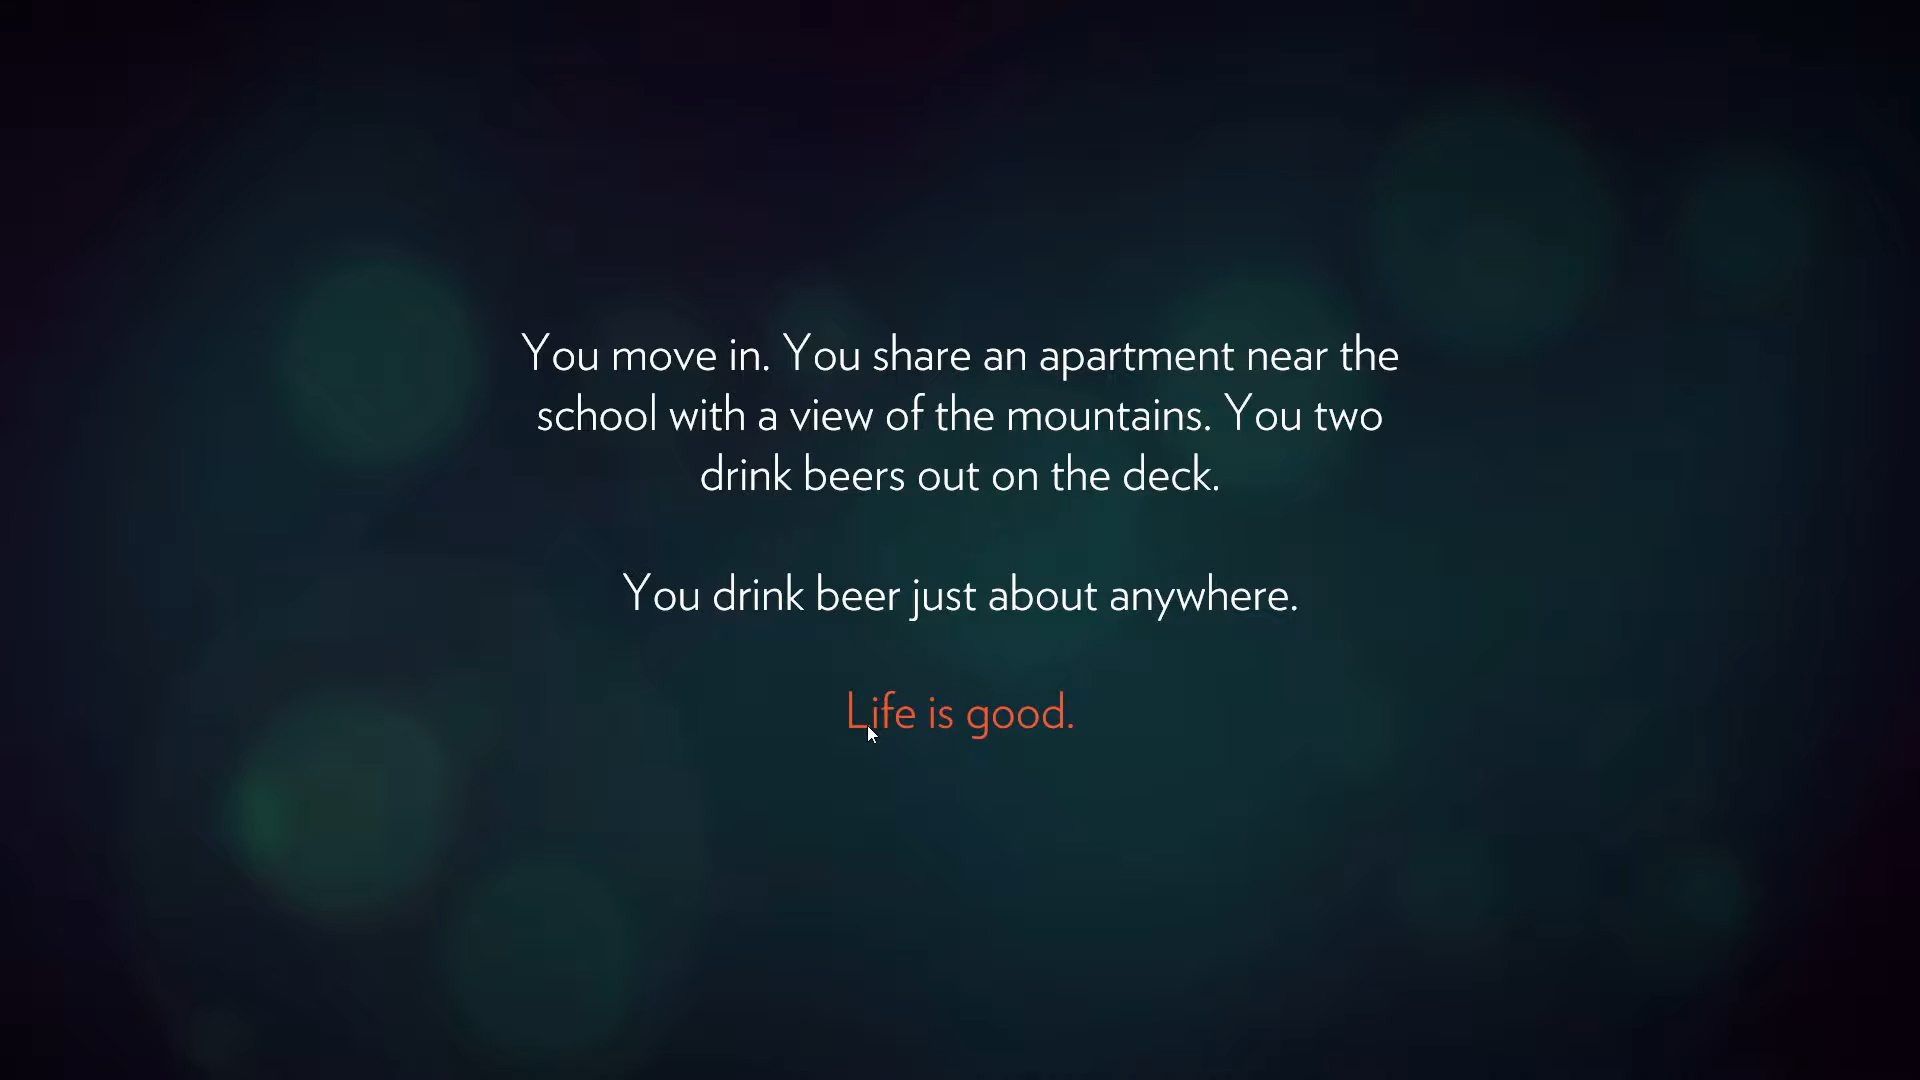 You move in. You share an apartment near the
school with a view of the mountains. You two
drink beers out on the deck.
You drink beer just about anywhere.
Life is good.